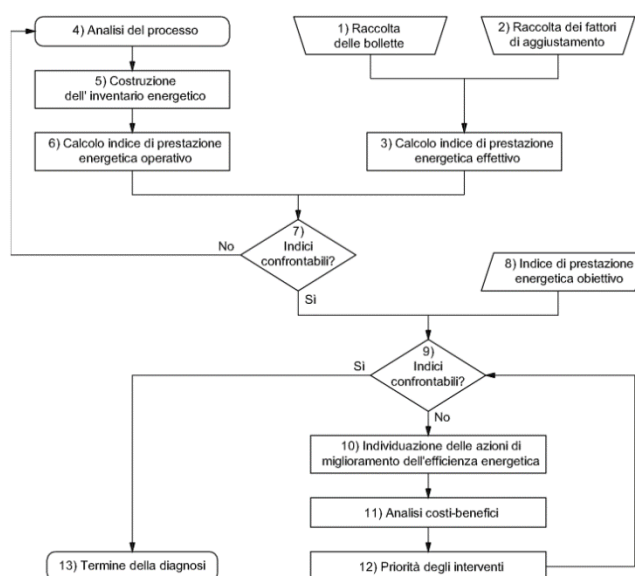 4) Analisi del processo
1) Raccolta
delle bollette
2) Raccolta dei fattori
di aggiustamento
5) Costruzione
dell' inventario energetico
6) Calcolo indice di prestazione
energetica operativo
3) Calcolo indice di prestazione
energetica effettivo
7)
Indici
confrontabili?
No
Sì
8) Indice di prestazione
energetica obiettivo
9)
Indici
confrontabili?
Sì
No
10) Individuazione delle azioni di
miglioramento dell'efficienza energetica
11) Analisi costi-benefici
12) Priorità degli interventi
13) Termine della diagnosi